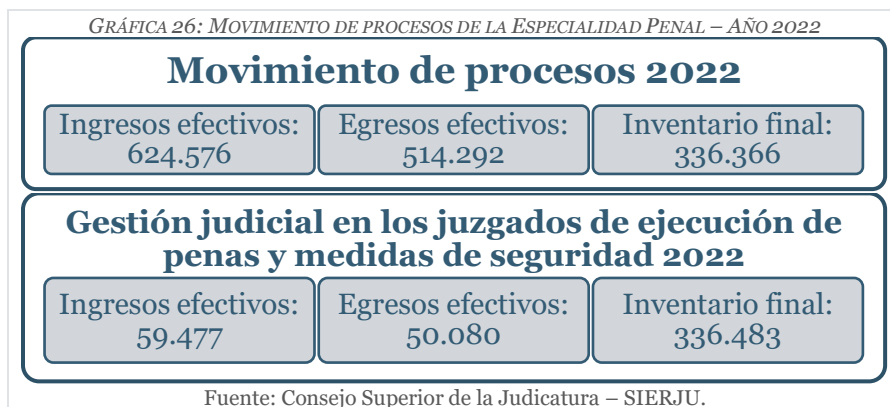 GRÁFICA 26: MOVIMIENTO DE PROCESOS DE LA ESPECIALIDAD PENAL – AÑO 2022
Movimiento de procesos 2022
Ingresos efectivos:
624.576
Egresos efectivos:
514.292
Inventario final:
336.366
Gestión judicial en los juzgados de ejecución de
penas y medidas de seguridad 2022
Ingresos efectivos:
59.477
Egresos efectivos:
50.080
Inventario final:
336.483
Fuente: Consejo Superior de la Judicatura – SIERJU.